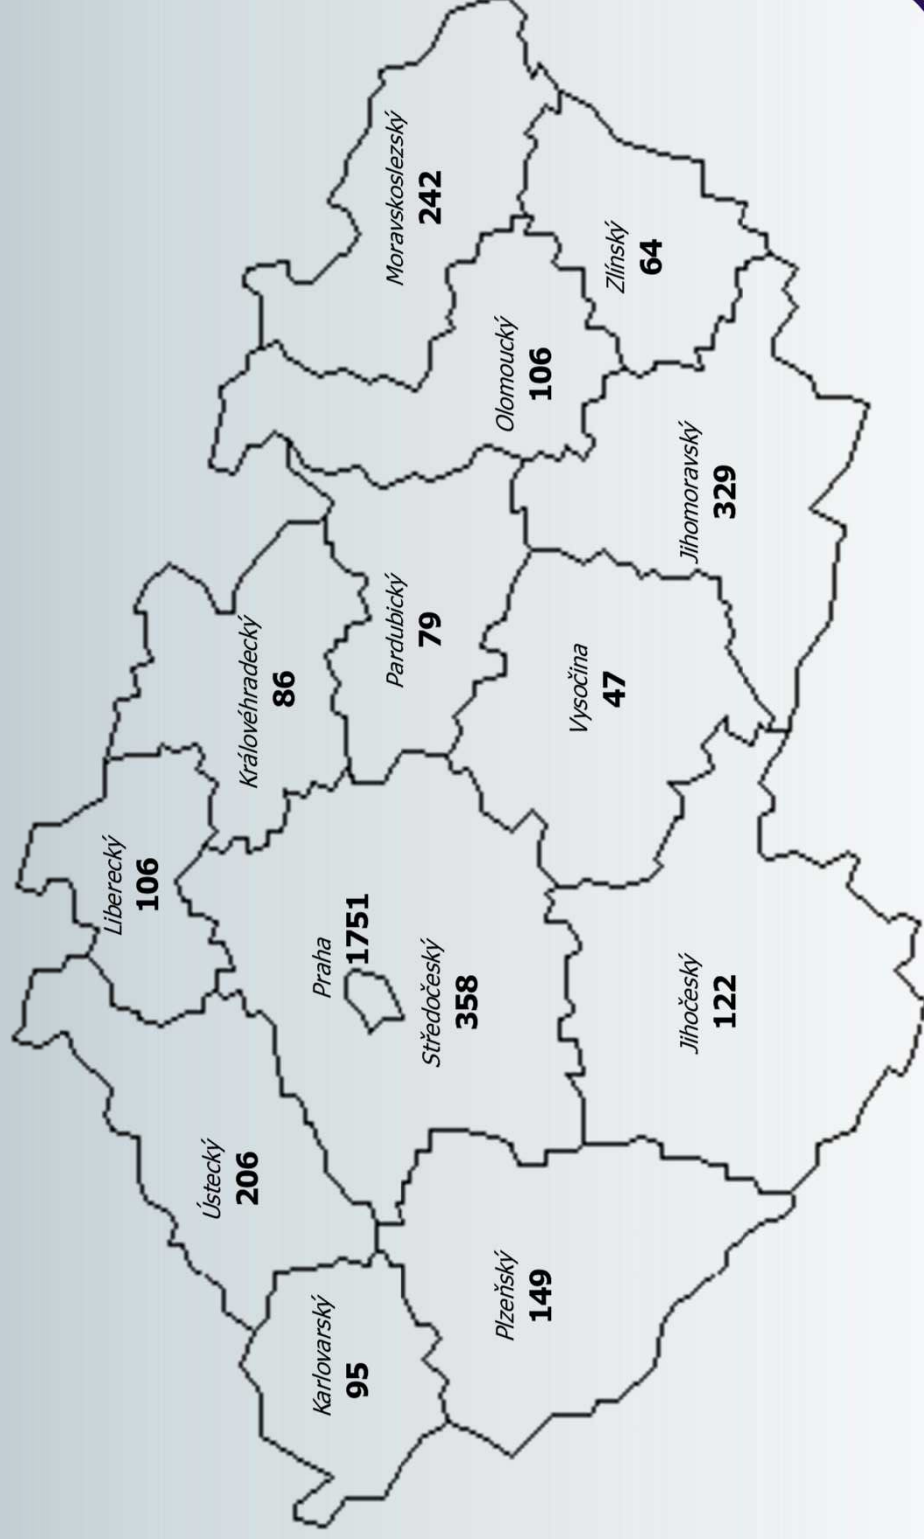 Liberecký
106
Ústecký
206
Královéhradecký
86
Karlovarský
95
Praha
1751
Středočeský
358
Pardubický
79
Moravskoslezský
242
Olomoucký
106
Plzeňský
149
Vysočina
47
Zlínský
64
Jihočeský
122
Jihomoravský
329